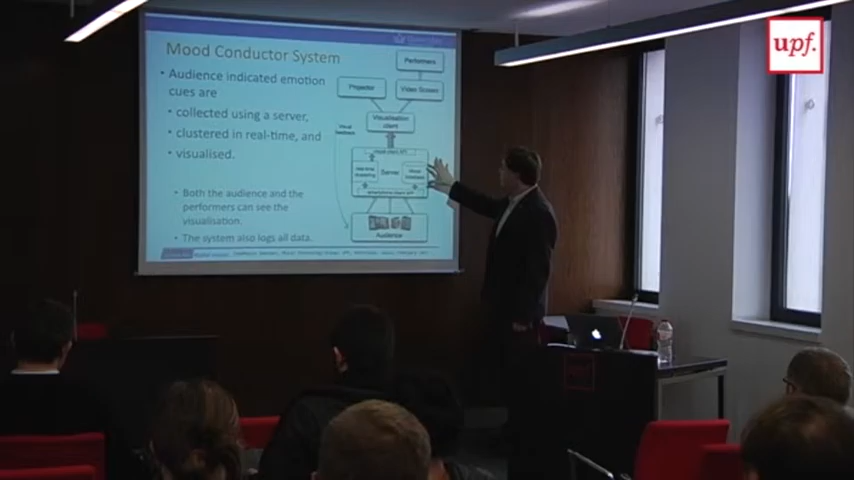 upf.
Mood Conductor System
• Audience indicated emotion
cues are
• collected using a server,
• clustered in real-time, and
• visualised.
• Both the audience and the
performers can see the
visualisation.
• The system also logs all data.
Performers
Projector
Video Screen
Visualisation
client
Visual
feedback
Server
Audience